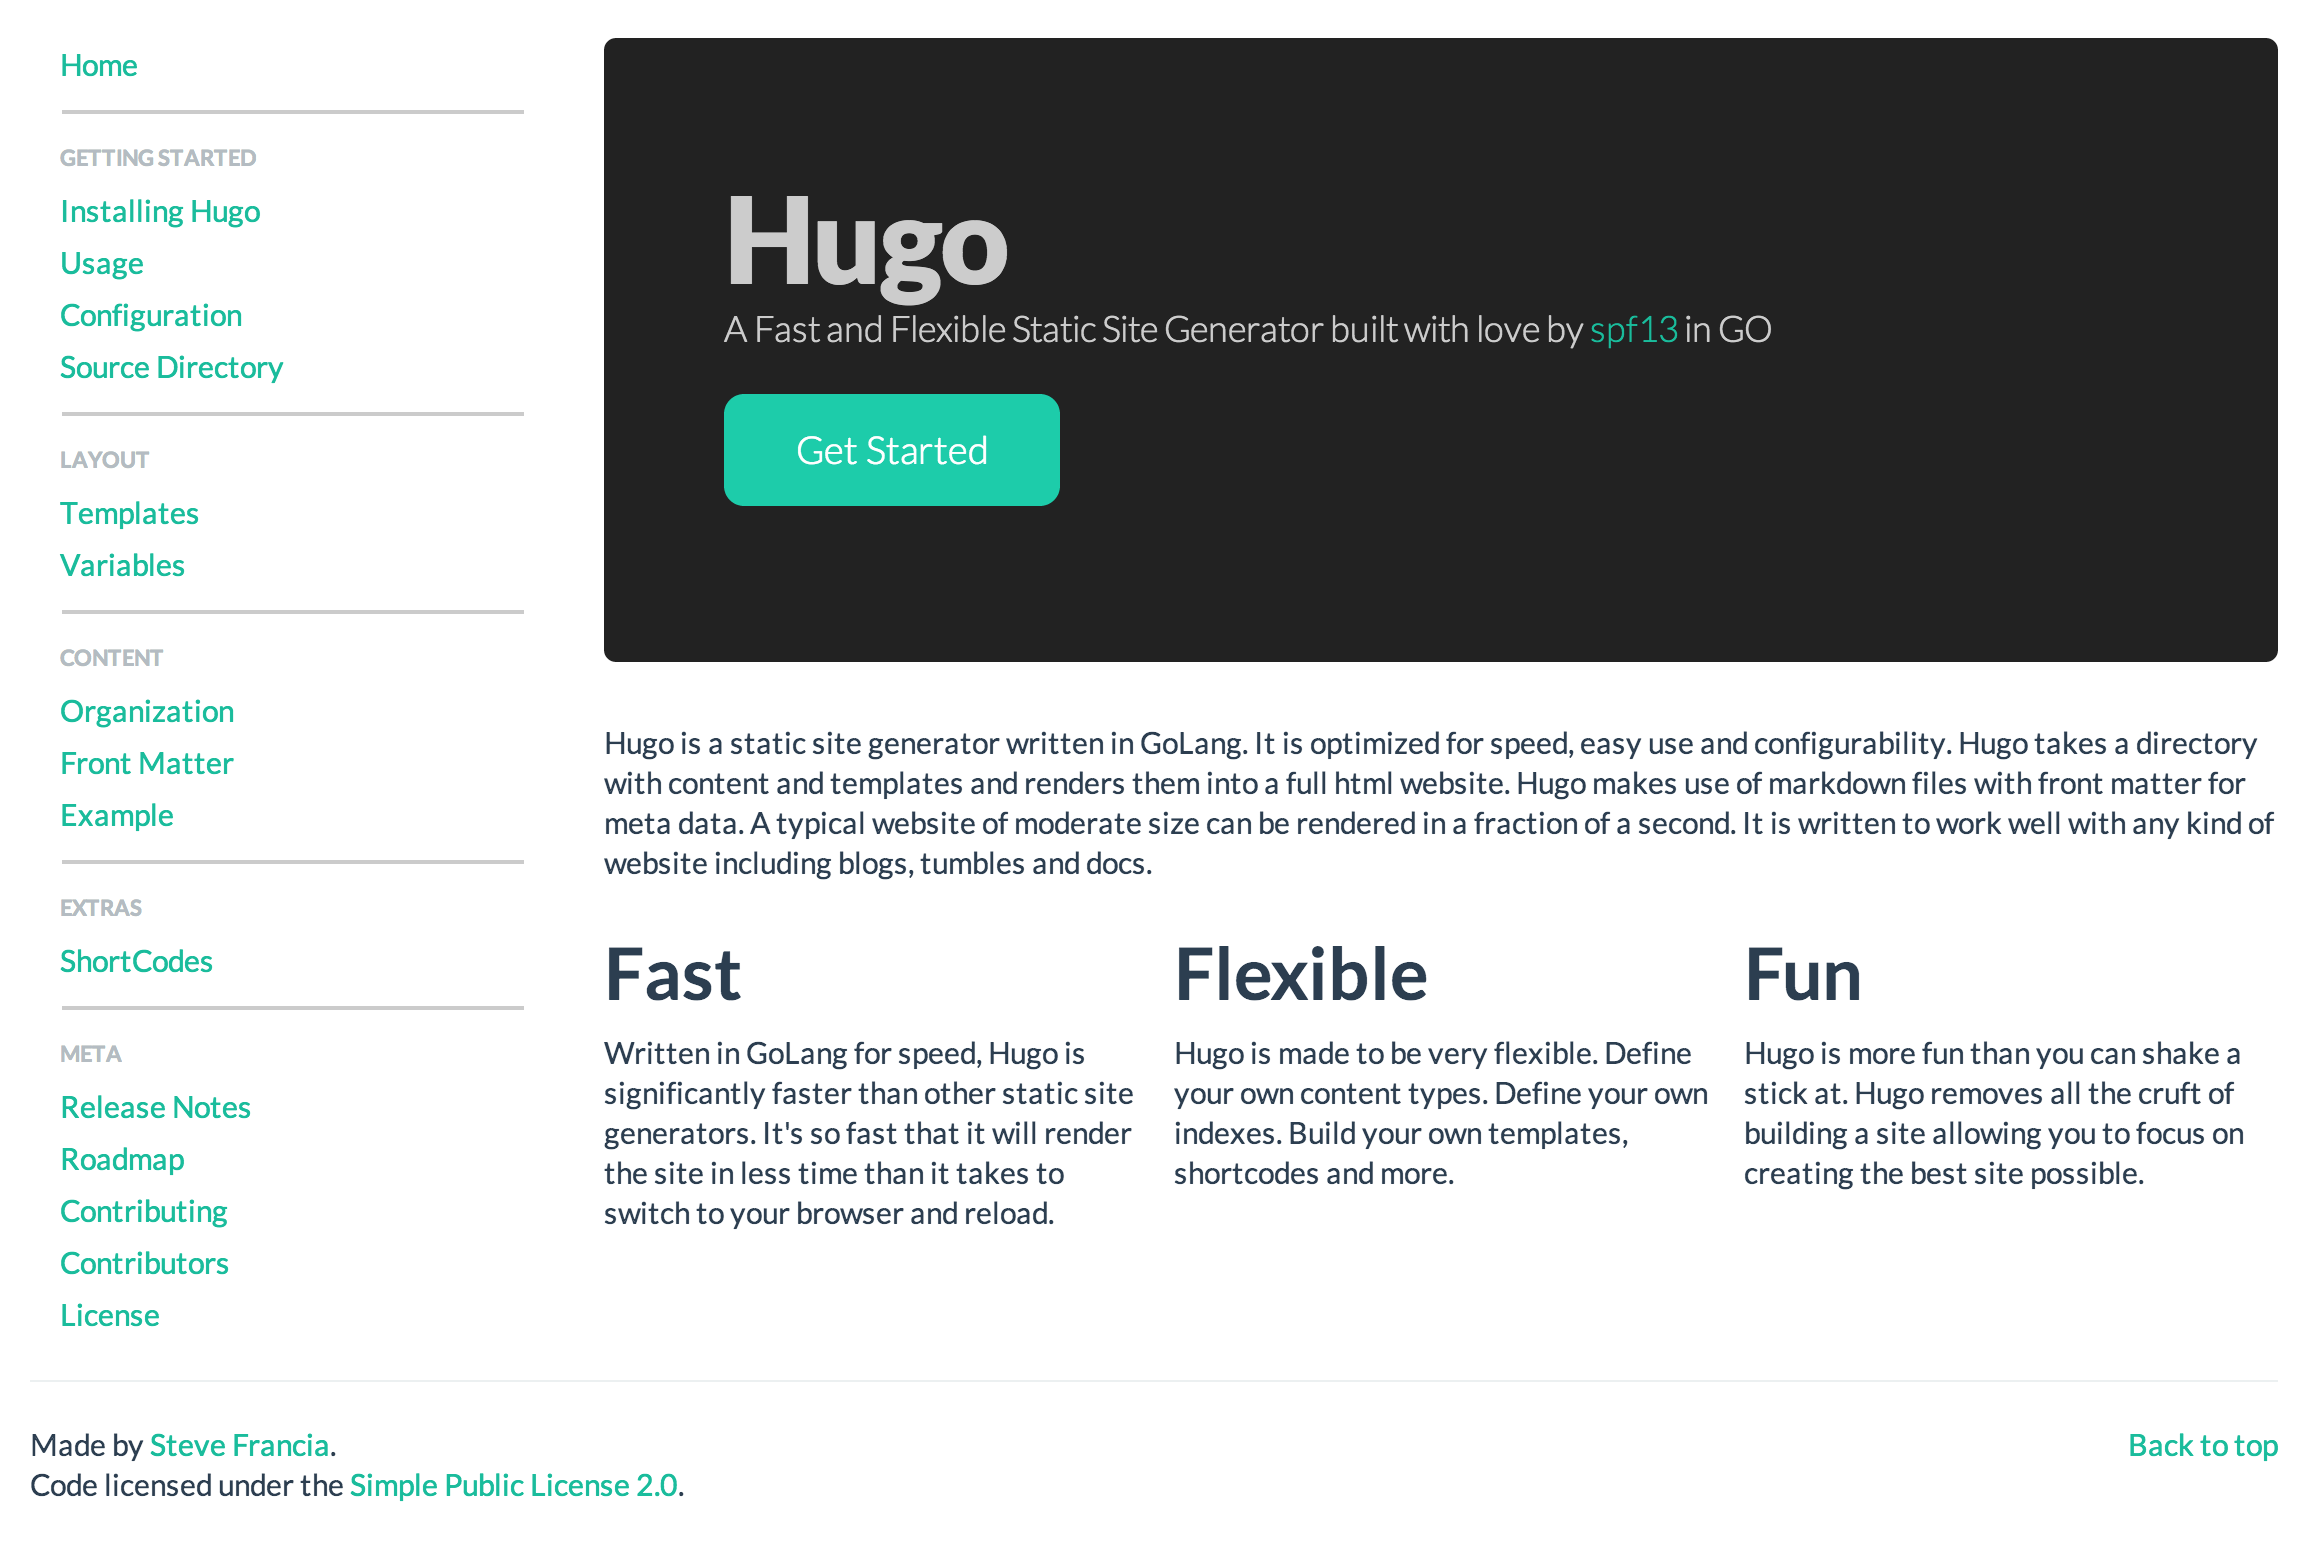 Home
GETTING STARTED
Installing Hugo
Usage
Configuration
Source Directory
LAYOUT
Templates
Variables
CONTENT
Organization
Front Matter
Example
EXTRAS
ShortCodes
META
Release Notes
Roadmap
Contributing
Contributors
License
Hugo
A Fast and Flexible Static Site Generator built with love by spf13 in GO
Get Started
Hugo is a static site generator written in GoLang. It is optimized for speed, easy use and configurability. Hugo takes a directory
with content and templates and renders them into a full html website. Hugo makes use of markdown files with front matter for
meta data. A typical website of moderate size can be rendered in a fraction of a second. It is written to work well with any kind of
website including blogs, tumbles and docs.
Fast
Written in GoLang for speed, Hugo is
significantly faster than other static site
generators. It's so fast that it will render
the site in less time than it takes to
switch to your browser and reload.
Flexible
Hugo is made to be very flexible. Define
your own content types. Define your own
indexes. Build your own templates,
shortcodes and more.
Fun
Hugo is more fun than you can shake a
stick at. Hugo removes all the cruft of
building a site allowing you to focus on
creating the best site possible.
Made by Steve Francia.
Code licensed under the Simple Public License 2.0.
Back to top